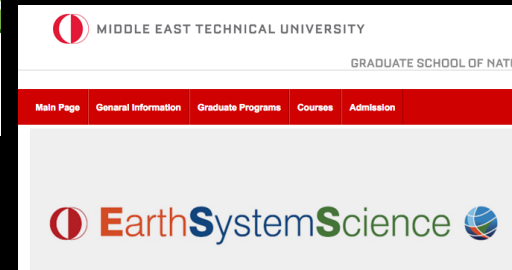 MIDDLE EAST TECHNICAL UNIVERSITY
GRADUATE SCHOOL OF NAT
Main Page Genaral Information Graduate Programs Courses Admission
EarthSystemScience